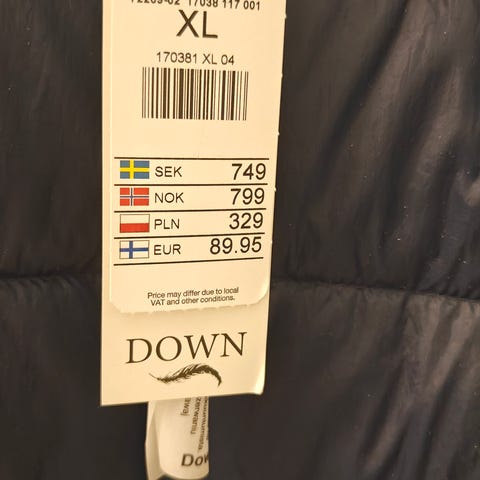 XL
170381 XL 04
SEK 749
NOK 799
PLN 329
EUR 89.95
Price may differ due to local
VAT and other conditions.
DOWN